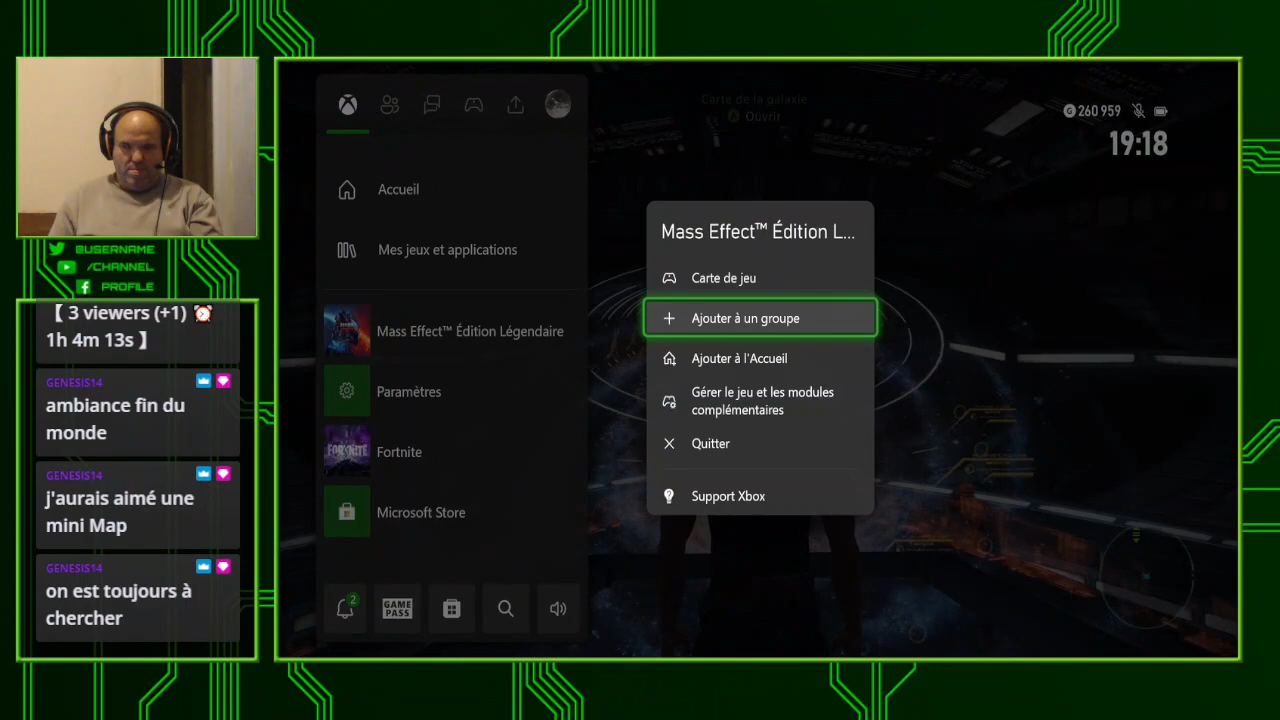 @USERNAME
/CHANNEL
PROFILE
【 3 viewers (+1) ⏰
1h 4m 13s 】
GENESIS14
ambiance fin du
monde
GENESIS14
j'aurais aimé une
mini Map
GENESIS14
on est toujours à
chercher
Accueil
Mes jeux et applications
Mass Effect™ Édition Légendaire
Paramètres
FORTNITE
Fortnite
Microsoft Store
2
GAME
PASS
Carte de la galaxie
A Ouvrir
G 260 959
19:18
Mass Effect™ Édition L...
Carte de jeu
Ajouter à un groupe
Ajouter à l'Accueil
Gérer le jeu et les modules
complémentaires
Quitter
Support Xbox